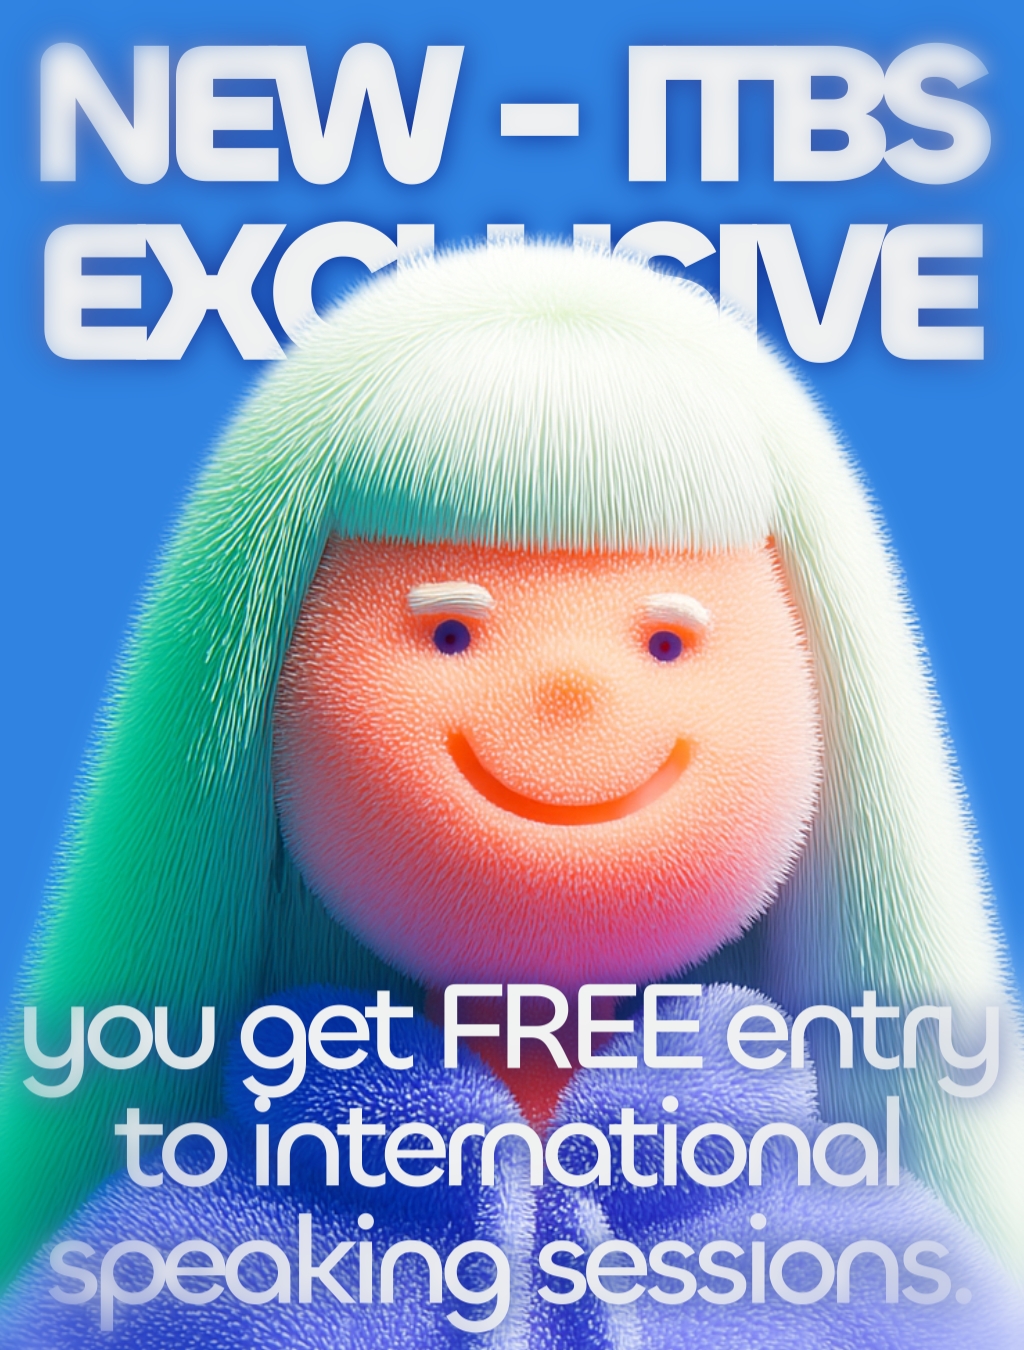 NEW - ITBS
EXCLUSIVE
you get FREE entry
to international
speaking sessions.